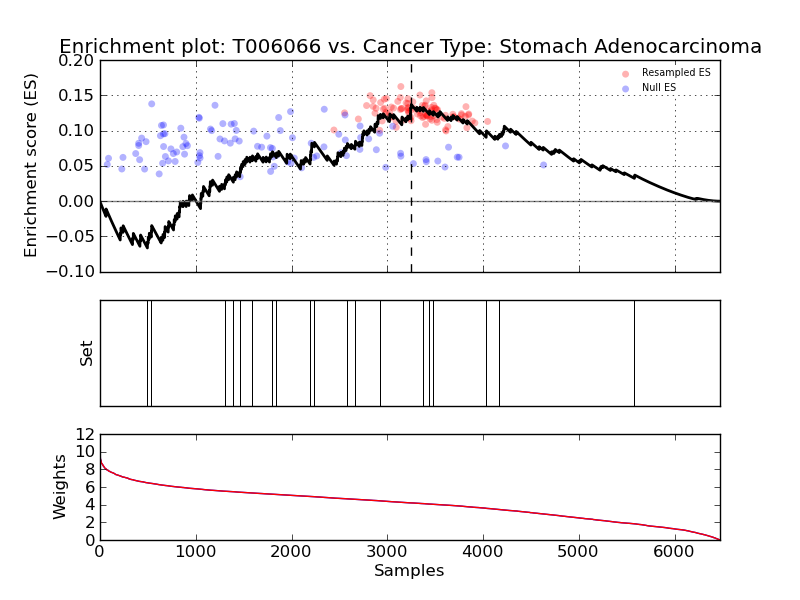 Enrichment plot: T006066 vs. Cancer Type: Stomach Adenocarcinoma
Enrichment score (ES)
0.20
0.15
0.10
0.05
0.00
−0.05
−0.10
Resampled ES
Null ES
Set
Weights
12
10
8
6
4
2
0
0 1000 2000 3000 4000 5000 6000
Samples